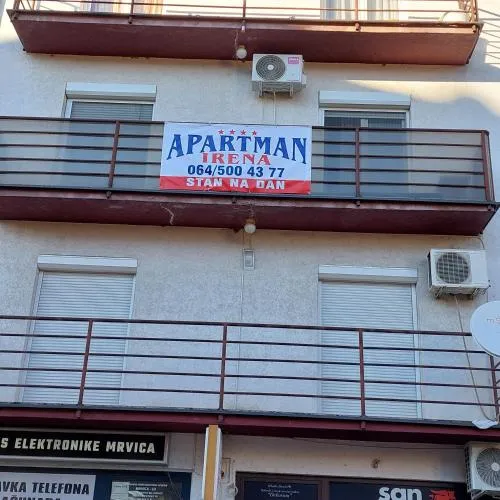 APARTMAN
IRENA
064/500 43 77
STAN NA DAN
S ELEKTRONIKE MRVICA
AVKA TELEFONA
san